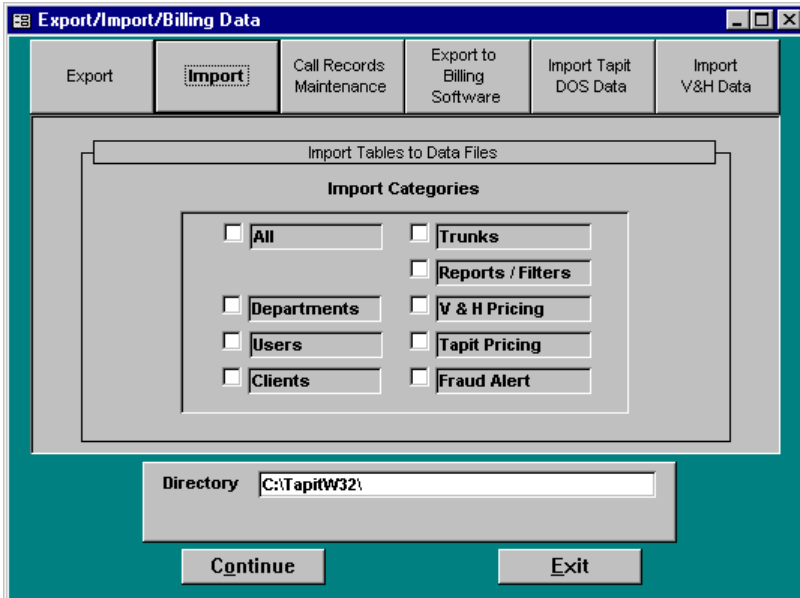 Export/Import/Billing Data
Export
Import
Call Records
Maintenance
Export to
Billing
Software
Import Tapit
DOS Data
Import
V&H Data
Import Tables to Data Files
Import Categories
All
Trunks
Reports / Filters
Departments
V & H Pricing
Users
Tapit Pricing
Clients
Fraud Alert
Directory C:\TapitW32\
Continue
Exit